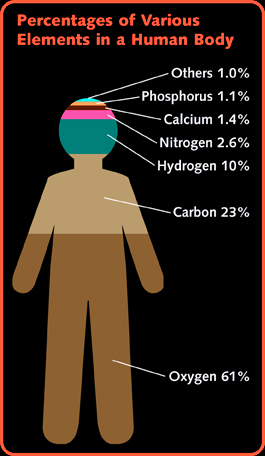 Percentages of Various
Elements in a Human Body
Others 1.0%
Phosphorus 1.1%
Calcium 1.4%
Nitrogen 2.6%
Hydrogen 10%
Carbon 23%
Oxygen 61%